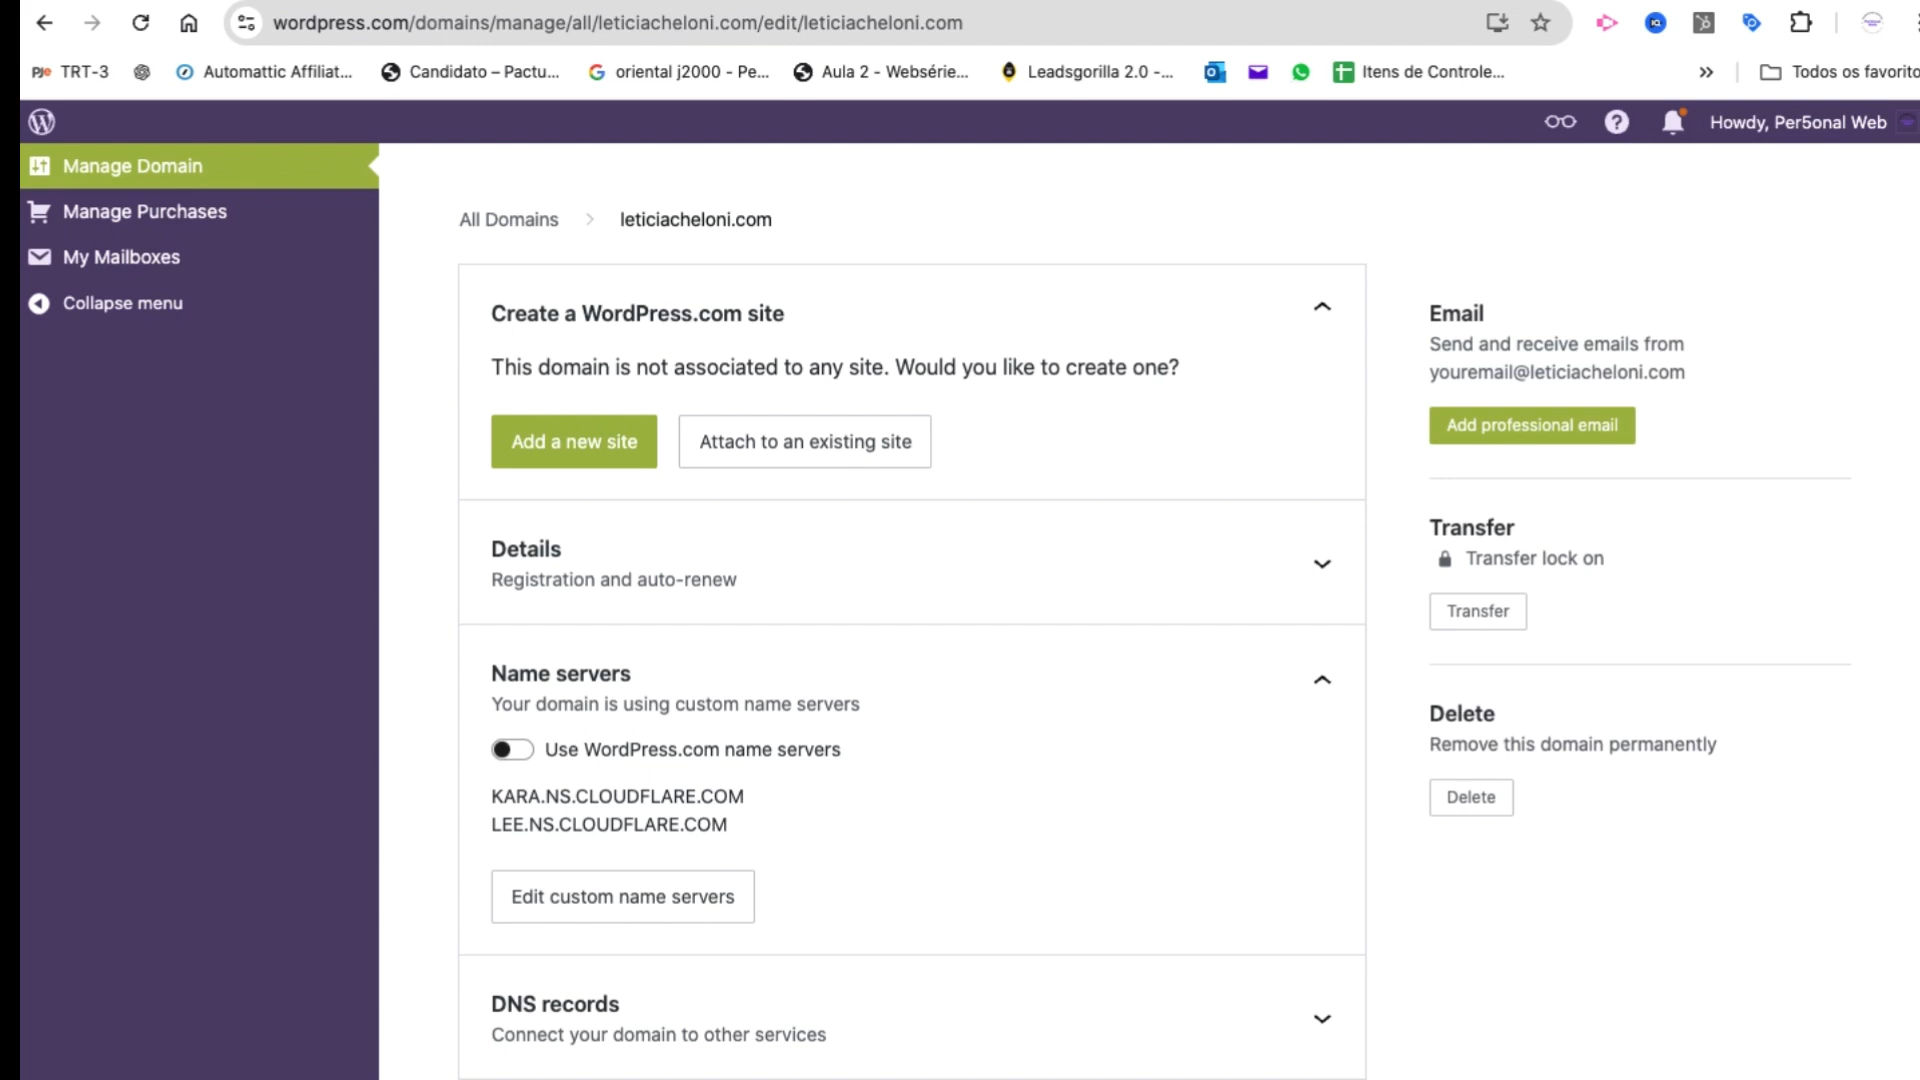 wordpress.com/domains/manage/all/leticiacheloni.com/edit/leticiacheloni.com
PJe TRT-3 Automattic Affiliat... Candidato – Pactu... oriental j2000 - Pe... Aula 2 - Websérie... Leadsgorilla 2.0 -... Itens de Controle... Todos os favorito
Howdy, Per5onal Web
Manage Domain
Manage Purchases
My Mailboxes
Collapse menu
All Domains > leticiacheloni.com
Create a WordPress.com site
This domain is not associated to any site. Would you like to create one?
Add a new site
Attach to an existing site
Details
Registration and auto-renew
Name servers
Your domain is using custom name servers
Use WordPress.com name servers
KARA.NS.CLOUDFLARE.COM
LEE.NS.CLOUDFLARE.COM
Edit custom name servers
DNS records
Connect your domain to other services
Email
Send and receive emails from
youremail@leticiacheloni.com
Add professional email
Transfer
Transfer lock on
Transfer
Delete
Remove this domain permanently
Delete